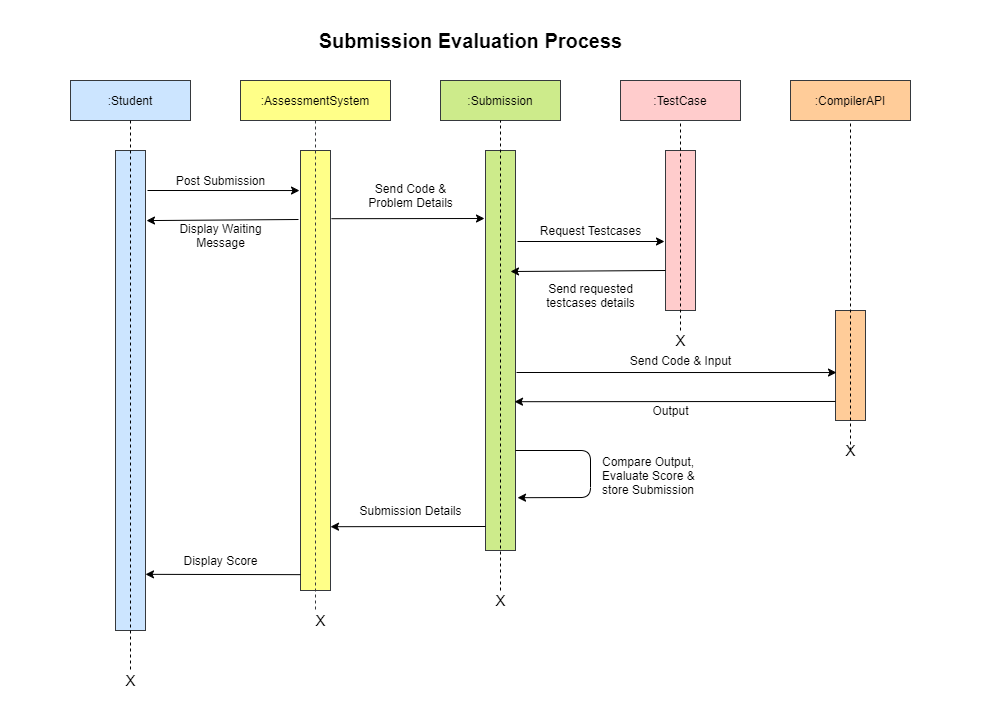 Submission Evaluation Process
:Student
:AssessmentSystem
:Submission
:TestCase
:CompilerAPI
Post Submission
Send Code &
Problem Details
Display Waiting
Message
Request Testcases
Send requested
testcases details
X
Send Code & Input
Output
X
Compare Output,
Evaluate Score &
store Submission
Submission Details
Display Score
X
X
X